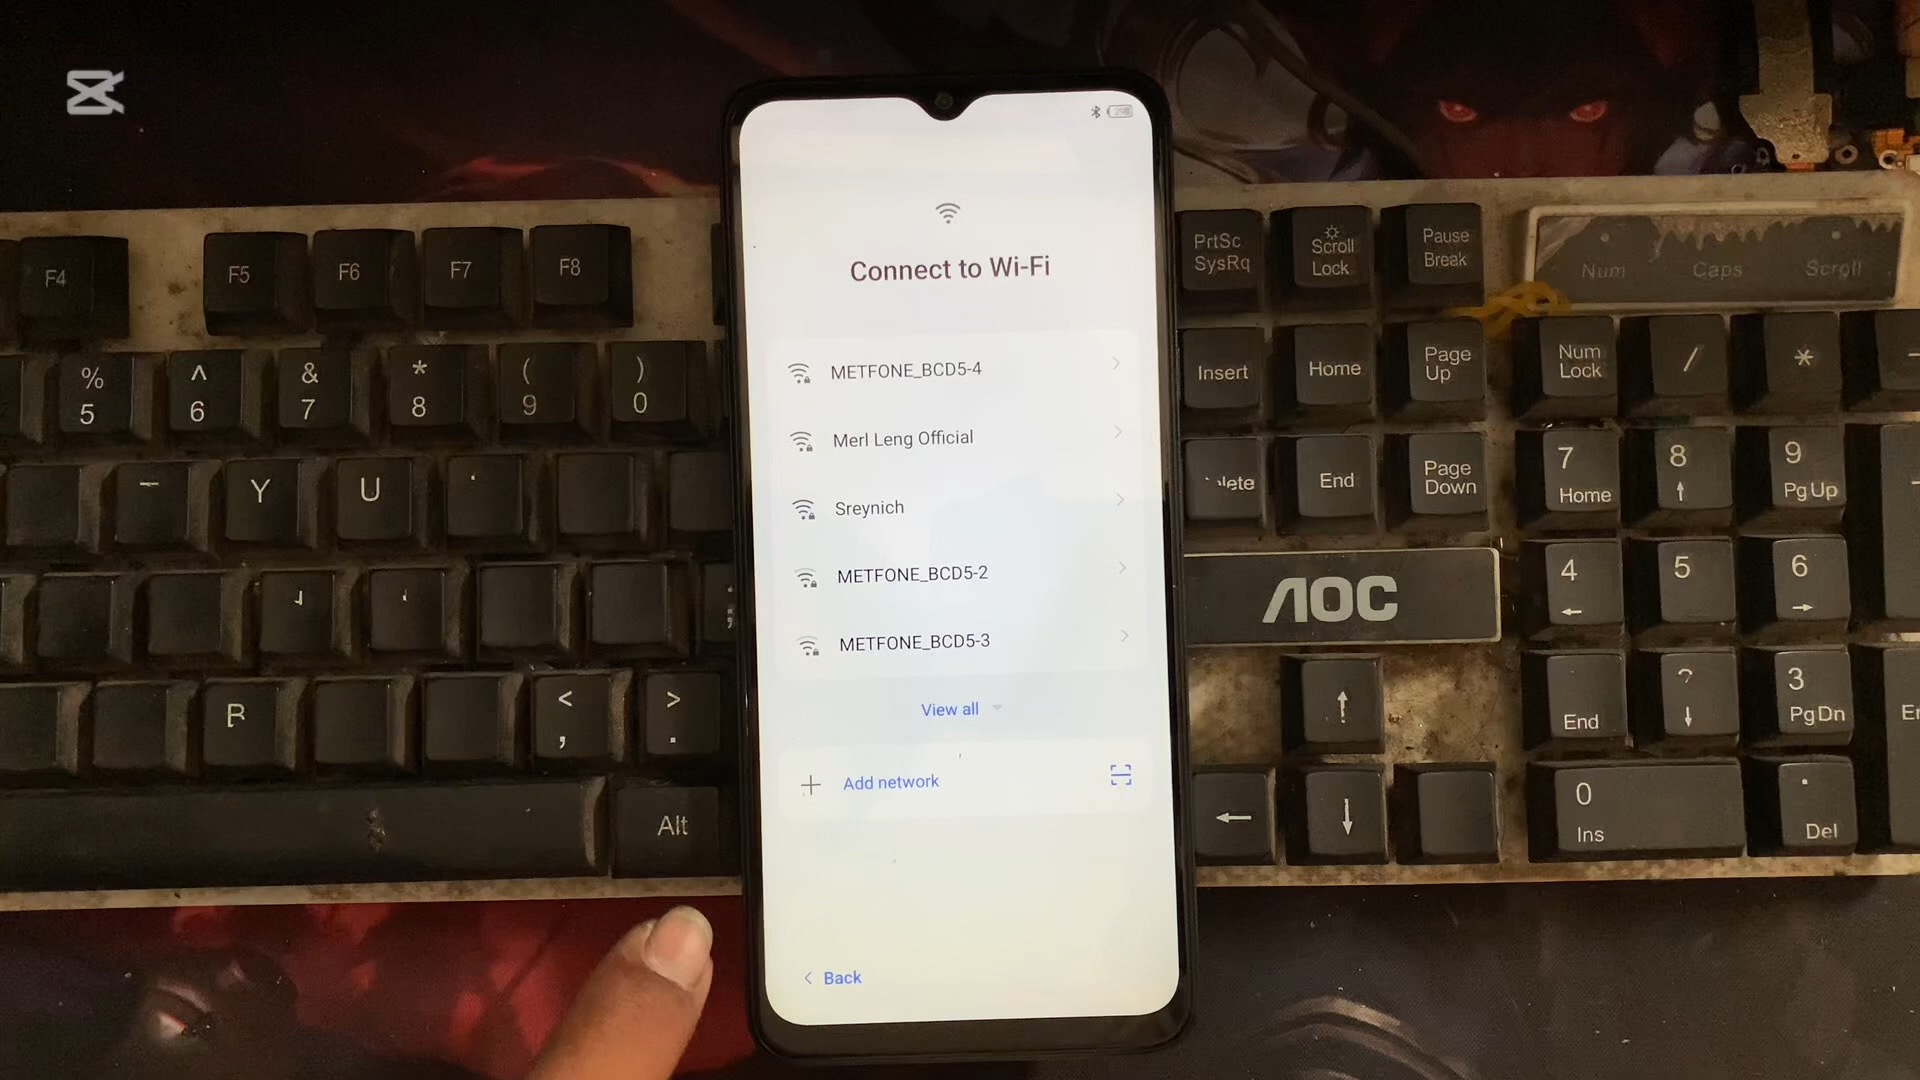 Connect to Wi-Fi
METFONE_BCD5-4
Merl Leng Official
Sreynich
METFONE_BCD5-2
METFONE_BCD5-3
View all
Add network
Back
F4
F5
F6
F7
F8
PrtSc
SysRq
Scroll
Lock
Pause
Break
Num
Caps
Scroll
%
5
^
6
&
7
*
8
(
9
)
0
Insert
Home
Page
Up
Num
Lock
/
*
Y
U
End
Page
Down
7
Home
8
9
PgUp
AOC
4
5
6
<
,
>
.
End
3
PgDn
Alt
0
Ins
.
Del